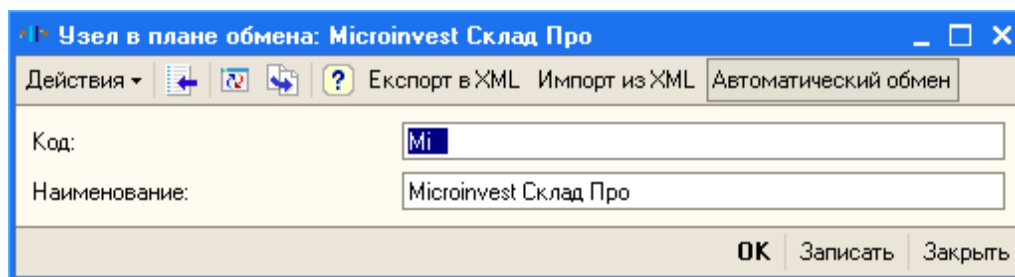 Узел в плане обмена: Microinvest Склад Про
Действия ? Експорт в XML Импорт из XML Автоматический обмен
Код: Mi
Наименование: Microinvest Склад Про
OK Записать Закрыть